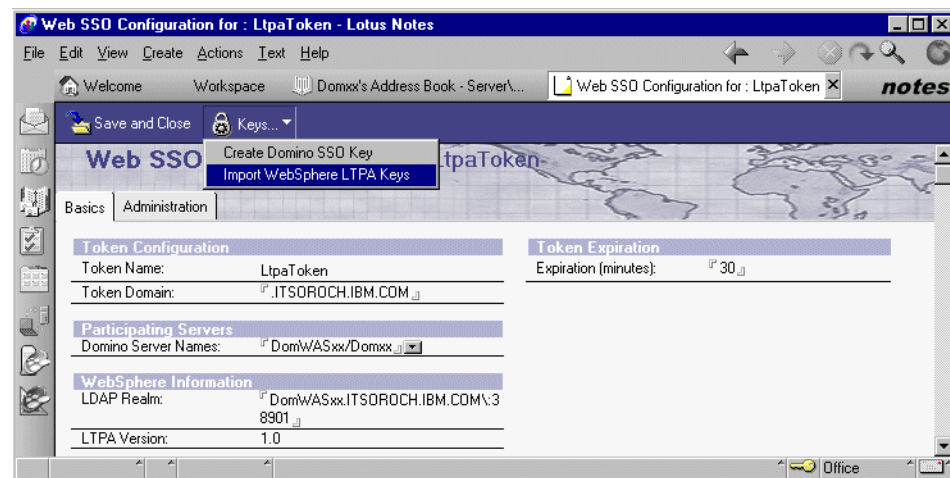 Web SSO Configuration for : LtpaToken - Lotus Notes
File Edit View Create Actions Text Help
Welcome Workspace Domxx's Address Book - Server\... Web SSO Configuration for : LtpaToken notes
Save and Close Keys...
Create Domino SSO Key
Import WebSphere LTPA Keys
Web SSO LtpaToken
Basics Administration
Token Configuration Token Expiration
Token Name: LtpaToken Expiration (minutes): 30
Token Domain: .ITSOROCH.IBM.COM
Participating Servers
Domino Server Names: DomWASxx/Domxx
WebSphere Information
LDAP Realm: DomWASxx.ITSOROCH.IBM.COM\:3
8901
LTPA Version: 1.0
Office